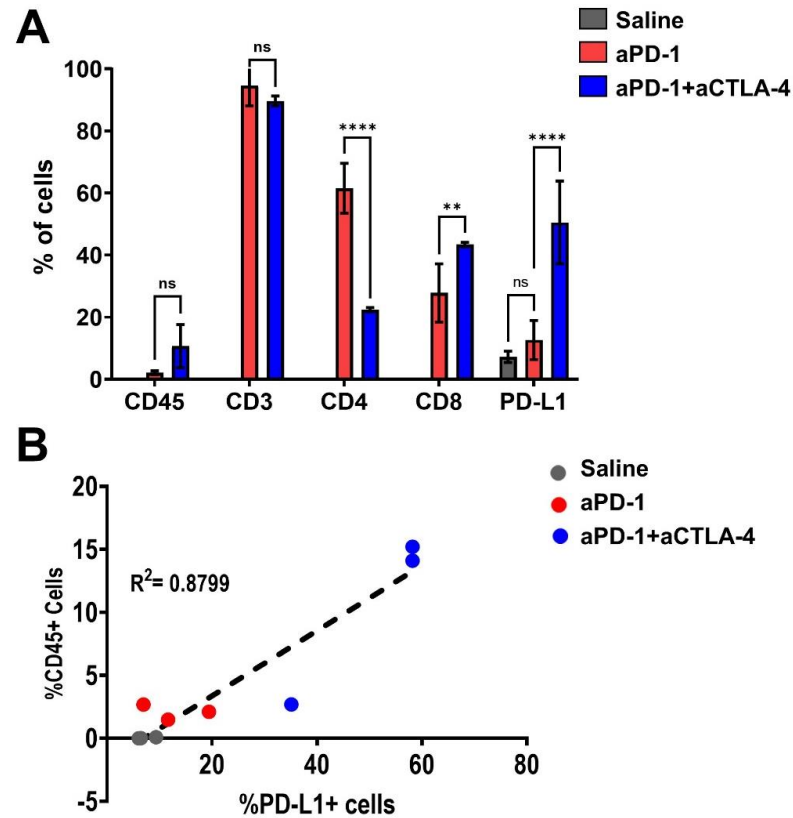 A
Saline
aPD-1
aPD-1+aCTLA-4
% of cells
100
80
60
40
20
0
ns
ns
****
**
ns
****
CD45
CD3
CD4
CD8
PD-L1
B
Saline
aPD-1
aPD-1+aCTLA-4
%CD45+ Cells
20
15
10
5
0
-5
R²= 0.8799
20
40
60
80
%PD-L1+ cells